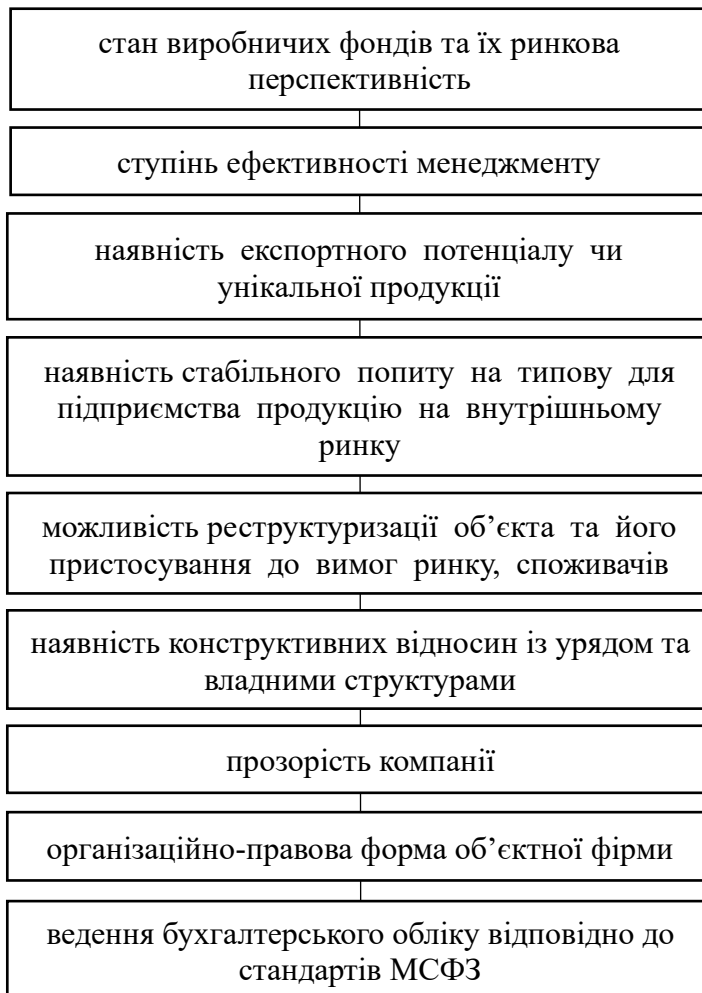 стан виробничих фондів та їх ринкова
перспективність
ступінь ефективності менеджменту
наявність експортного потенціалу чи
унікальної продукції
наявність стабільного попиту на типову для
підприємства продукцію на внутрішньому
ринку
можливість реструктуризації об’єкта та його
пристосування до вимог ринку, споживачів
наявність конструктивних відносин із урядом та
владними структурами
прозорість компанії
організаційно-правова форма об’єктної фірми
ведення бухгалтерського обліку відповідно до
стандартів МСФЗ